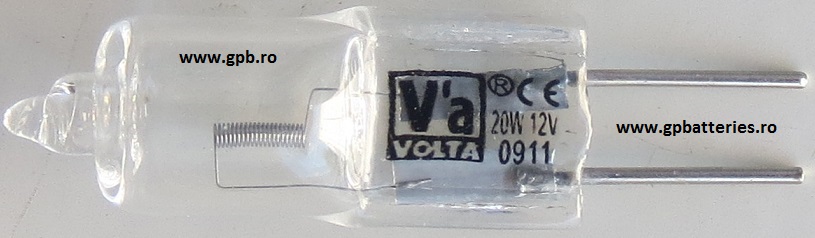 www.gpb.ro
V'a ® CE
VOLTA
20W 12V
0911
www.gpbatteries.ro